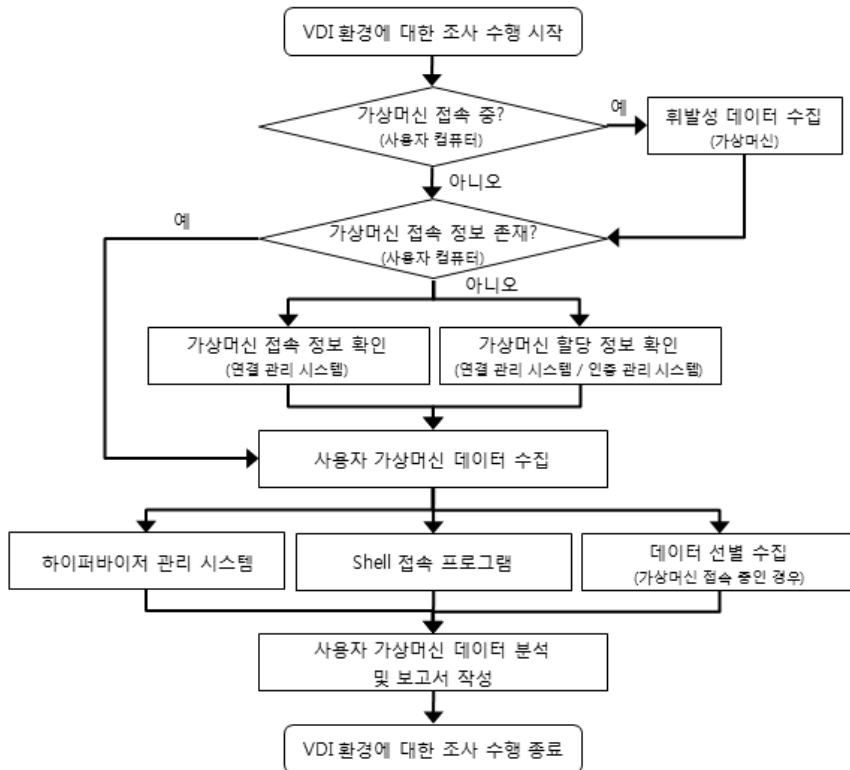 VDI 환경에 대한 조사 수행 시작
가상머신 접속 중?
(사용자 컴퓨터)
예
휘발성 데이터 수집
(가상머신)
아니오
예
가상머신 접속 정보 존재?
(사용자 컴퓨터)
아니오
가상머신 접속 정보 확인
(연결 관리 시스템)
가상머신 할당 정보 확인
(연결 관리 시스템 / 인증 관리 시스템)
사용자 가상머신 데이터 수집
하이퍼바이저 관리 시스템
Shell 접속 프로그램
데이터 선별 수집
(가상머신 접속 중인 경우)
사용자 가상머신 데이터 분석
및 보고서 작성
VDI 환경에 대한 조사 수행 종료